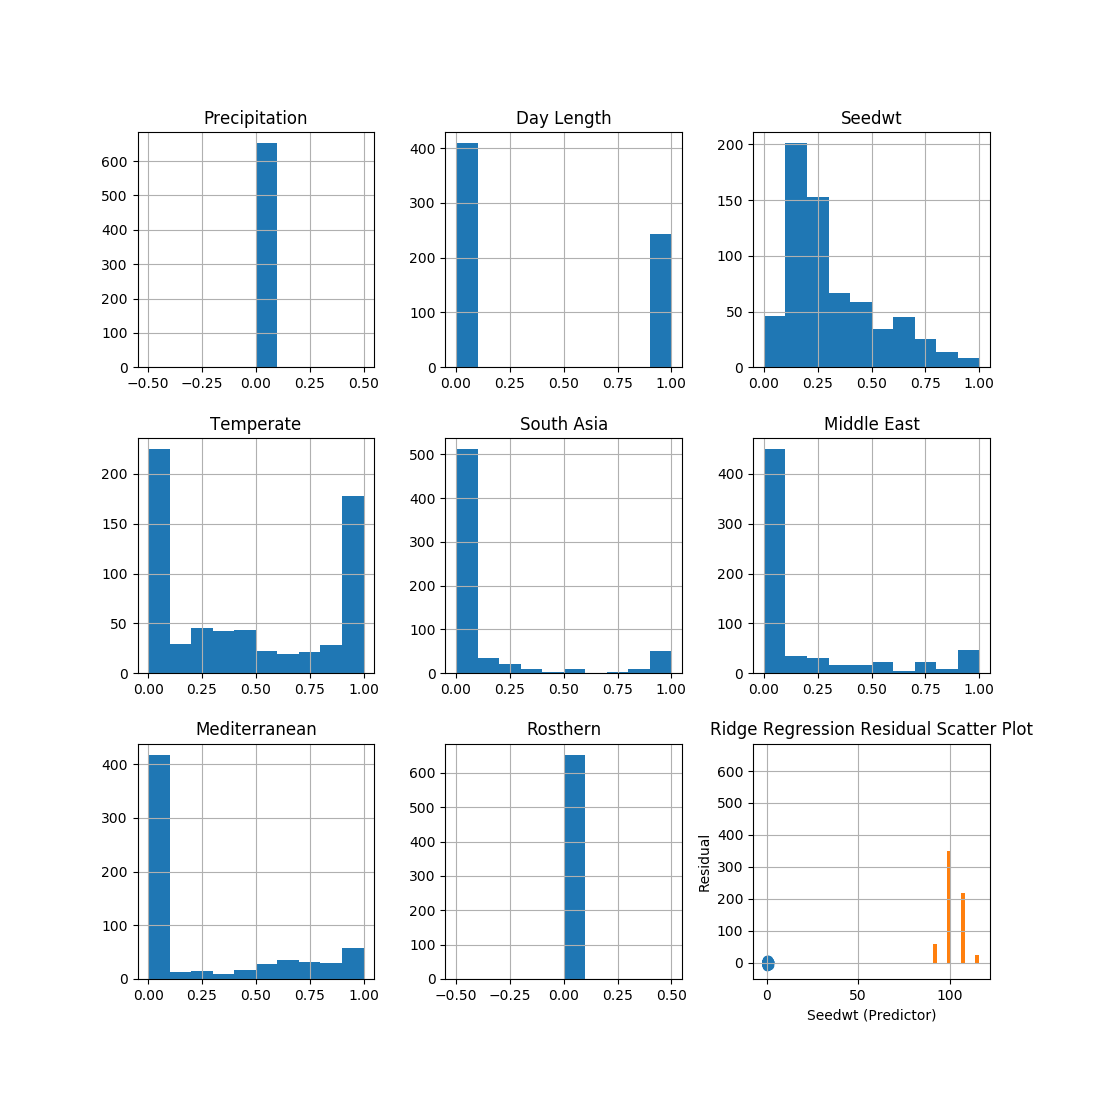 Precipitation
Day Length
Seedwt
600
500
400
300
200
100
0
−0.50 −0.25 0.00 0.25 0.50
400
300
200
100
0
0.00 0.25 0.50 0.75 1.00
200
150
100
50
0
0.00 0.25 0.50 0.75 1.00
Temperate
South Asia
Middle East
200
150
100
50
0
0.00 0.25 0.50 0.75 1.00
500
400
300
200
100
0
0.00 0.25 0.50 0.75 1.00
400
300
200
100
0
0.00 0.25 0.50 0.75 1.00
Mediterranean
Rosthern
Ridge Regression Residual Scatter Plot
400
300
200
100
0
0.00 0.25 0.50 0.75 1.00
600
500
400
300
200
100
0
−0.50 −0.25 0.00 0.25 0.50
Residual
600
500
400
300
200
100
0
0 50 100
Seedwt (Predictor)